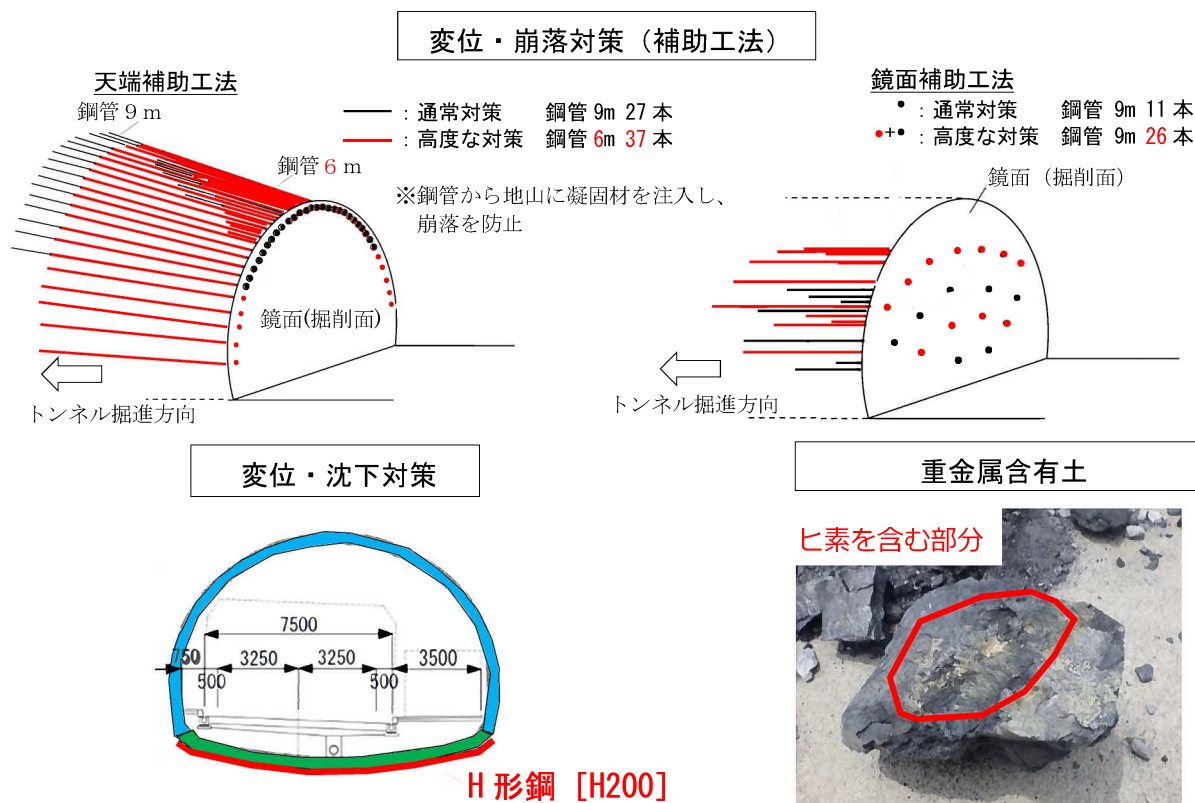 変位・崩落対策（補助工法）
天端補助工法
鋼管９ｍ
：通常対策　鋼管 9m 27 本
：高度な対策　鋼管 6m 37 本
鋼管６ｍ
※鋼管から地山に凝固材を注入し、
崩落を防止
鏡面(掘削面)
トンネル掘進方向
鏡面補助工法
：通常対策　鋼管 9m 11 本
+ ：高度な対策　鋼管 9m 26 本
鏡面（掘削面）
トンネル掘進方向
変位・沈下対策
7500
750 3250 3250 3500
500 500
H 形鋼［H200］
重金属含有土
ヒ素を含む部分